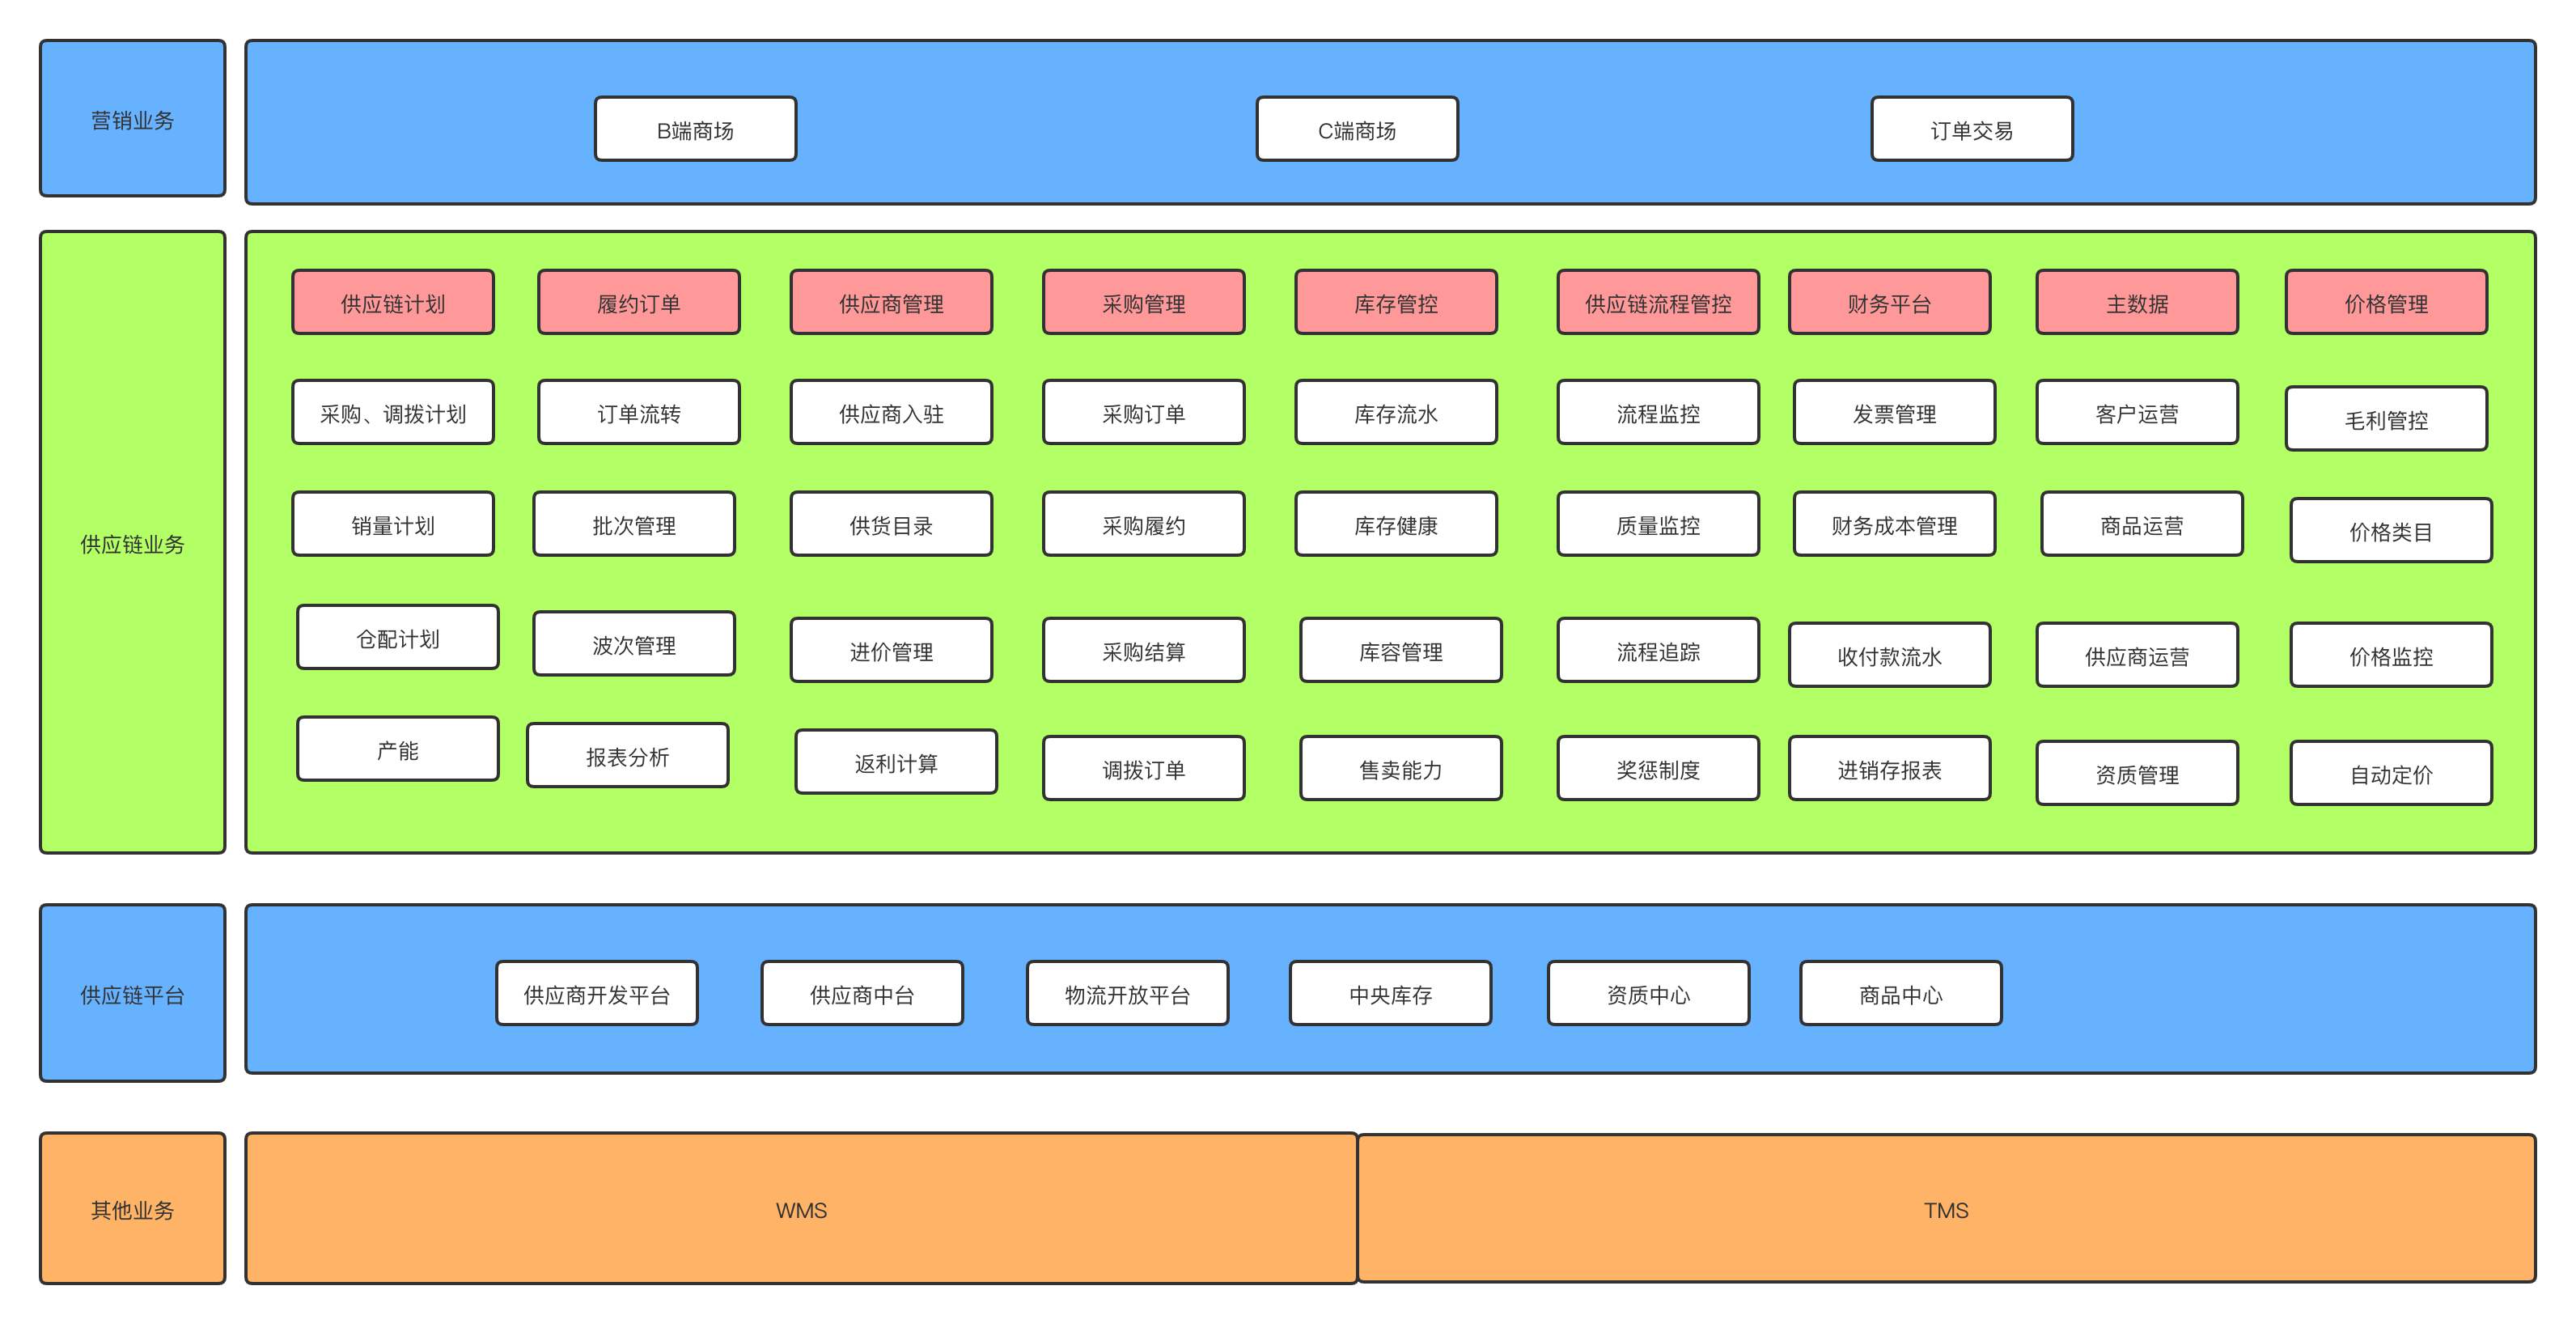 营销业务
B端商场
C端商场
订单交易
供应链业务
供应链计划
履约订单
供应商管理
采购管理
库存管控
供应链流程管控
财务平台
主数据
价格管理
采购、调拨计划
订单流转
供应商入驻
采购订单
库存流水
流程监控
发票管理
客户运营
毛利管控
销量计划
批次管理
供货目录
采购履约
库存健康
质量监控
财务成本管理
商品运营
价格类目
仓配计划
波次管理
进价管理
采购结算
库容管理
流程追踪
收付款流水
供应商运营
价格监控
产能
报表分析
返利计算
调拨订单
售卖能力
奖惩制度
进销存报表
资质管理
自动定价
供应链平台
供应商开发平台
供应商中台
物流开放平台
中央库存
资质中心
商品中心
其他业务
WMS
TMS